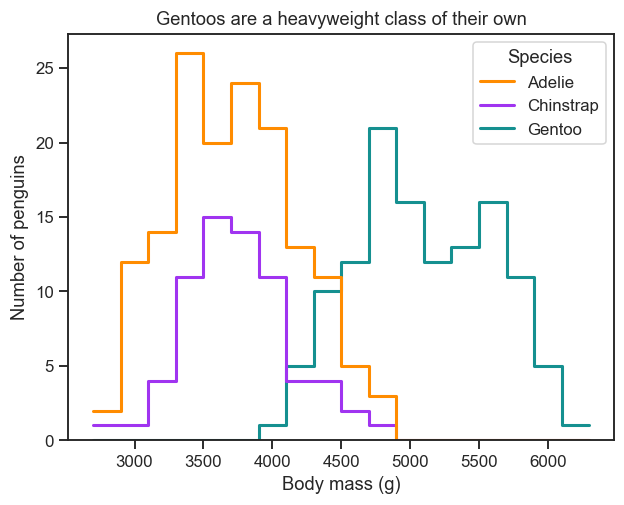 Gentoos are a heavyweight class of their own
Number of penguins
25
20
15
10
5
0
Species
Adelie
Chinstrap
Gentoo
3000 3500 4000 4500 5000 5500 6000
Body mass (g)